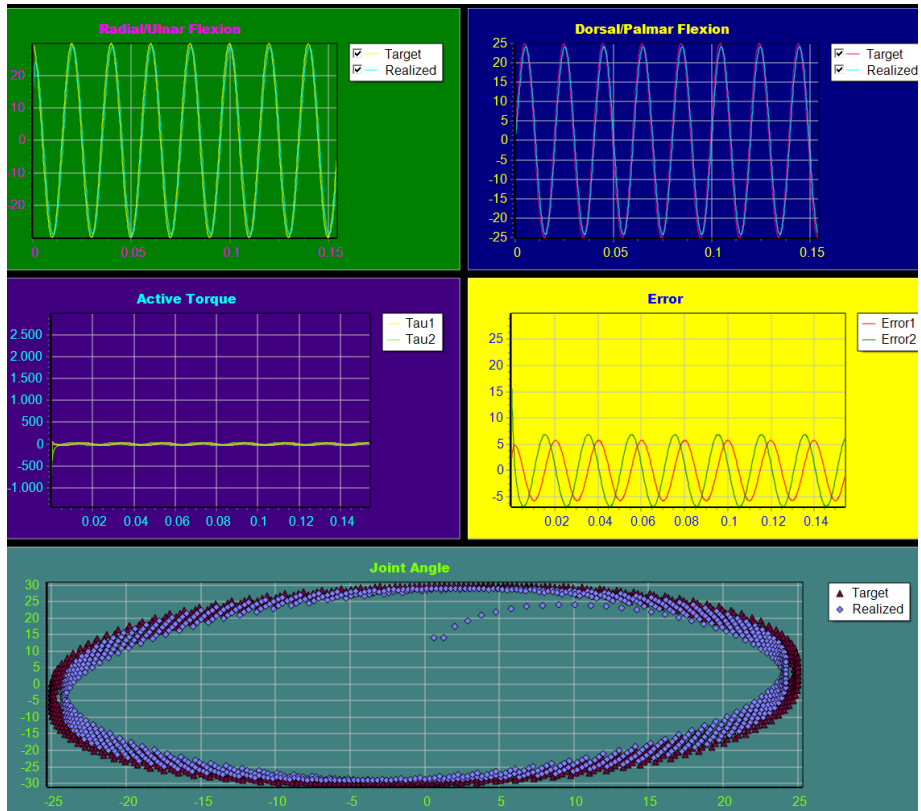 Radial/Ulnar Flexion
Target
Realized
20
10
0
-10
-20
0 0.05 0.1 0.15
Dorsal/Palmar Flexion
Target
Realized
25
20
15
10
5
0
-5
-10
-15
-20
-25
0 0.05 0.1 0.15
Active Torque
Tau1
Tau2
2.500
2.000
1.500
1.000
500
0
-500
-1.000
0.02 0.04 0.06 0.08 0.1 0.12 0.14
Error
Error1
Error2
25
20
15
10
5
0
-5
0.02 0.04 0.06 0.08 0.1 0.12 0.14
Joint Angle
Target
Realized
30
25
20
15
10
5
0
-5
-10
-15
-20
-25
-30
-25 -20 -15 -10 -5 0 5 10 15 20 25